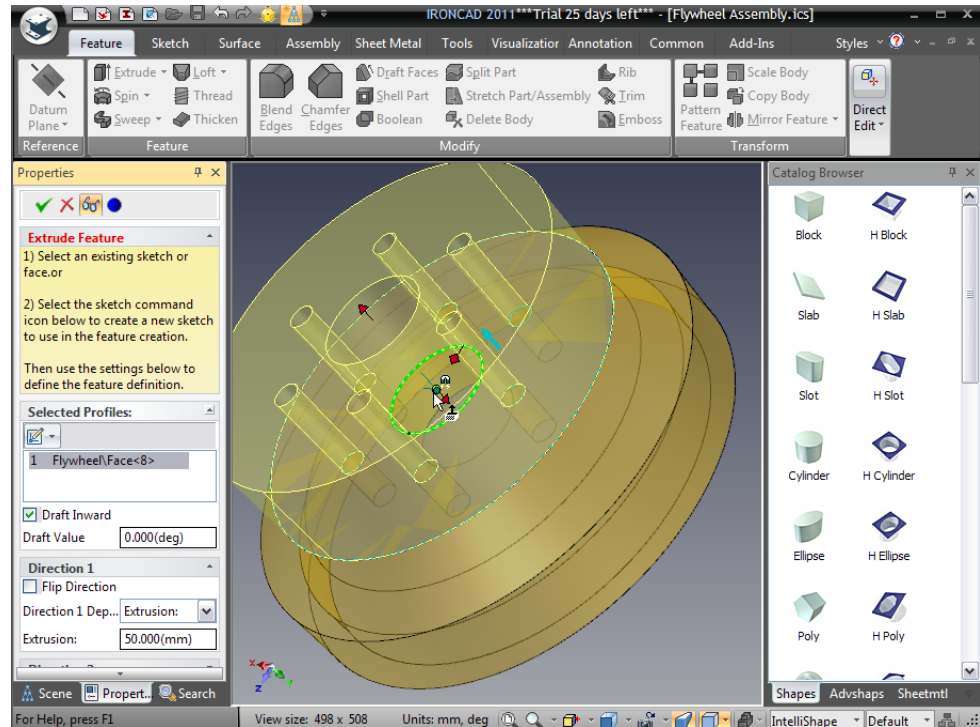 IRONCAD 2011***Trial 25 days left*** - [Flywheel Assembly.ics]
Feature Sketch Surface Assembly Sheet Metal Tools Visualization Annotation Common Add-Ins Styles
Datum Plane
Reference
Extrude Loft
Spin Thread
Sweep Thicken
Feature
Blend Edges
Chamfer Edges
Draft Faces Split Part Rib
Shell Part Stretch Part/Assembly Trim
Boolean Delete Body Emboss
Modify
Pattern Feature
Scale Body
Copy Body
Mirror Feature
Transform
Direct Edit
Properties
Extrude Feature
1) Select an existing sketch or
face.or
2) Select the sketch command
icon below to create a new sketch
to use in the feature creation.
Then use the settings below to
define the feature definition.
Selected Profiles:
1 Flywheel\Face<8>
Draft Inward
Draft Value 0.000(deg)
Direction 1
Flip Direction
Direction 1 Dep... Extrusion:
Extrusion: 50.000(mm)
Scene Propert... Search
X
Z
Catalog Browser
Block H Block
Slab H Slab
Slot H Slot
Cylinder H Cylinder
Ellipse H Ellipse
Poly H Poly
Shapes Advshaps Sheetmtl
For Help, press F1 View size: 498 x 508 Units: mm, deg IntelliShape Default